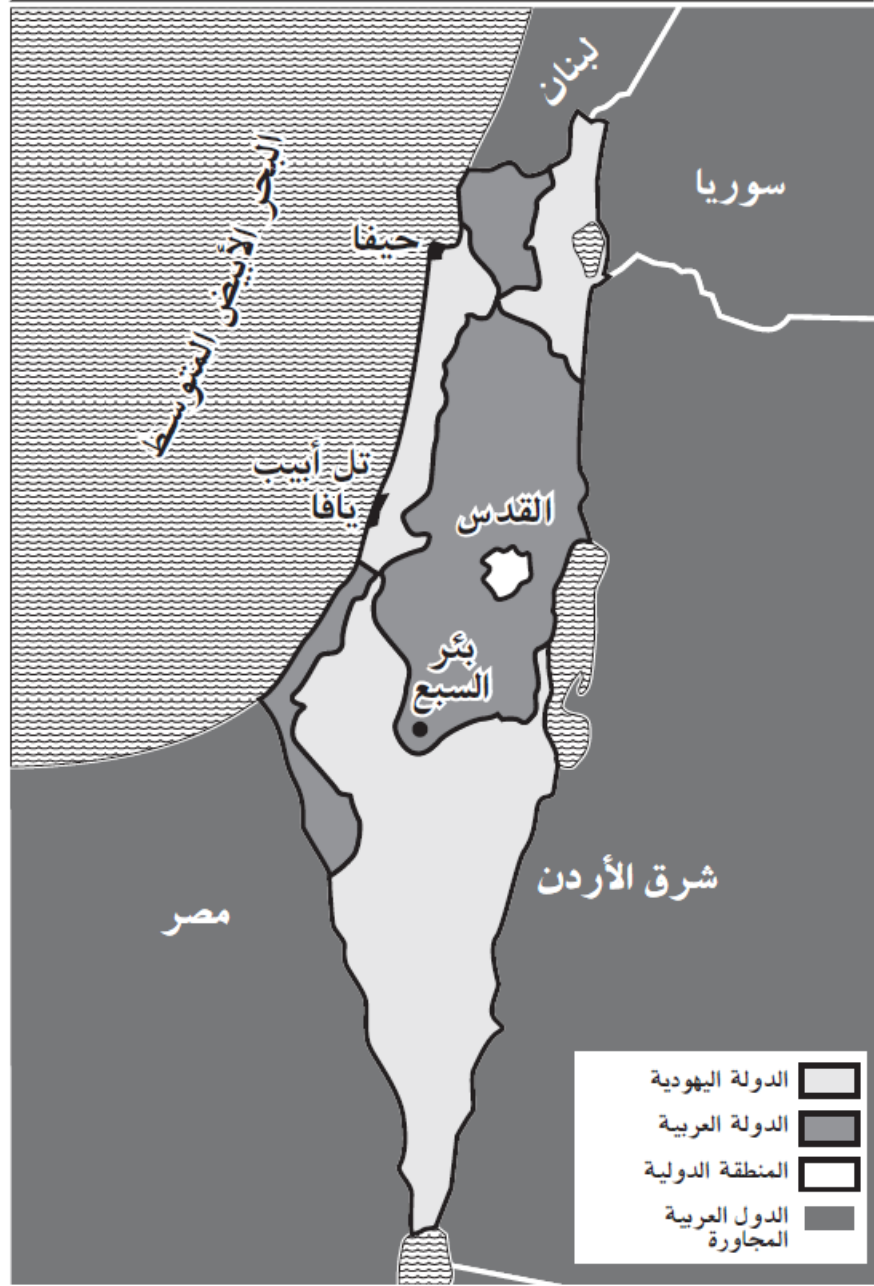 لبنان
سوريا
البحر الأبيض المتوسط
حيفا
تل أبيب
يافا
القدس
بئر
السبع
شرق الأردن
مصر
الدولة اليهودية
الدولة العربية
المنطقة الدولية
الدول العربية
المجاورة